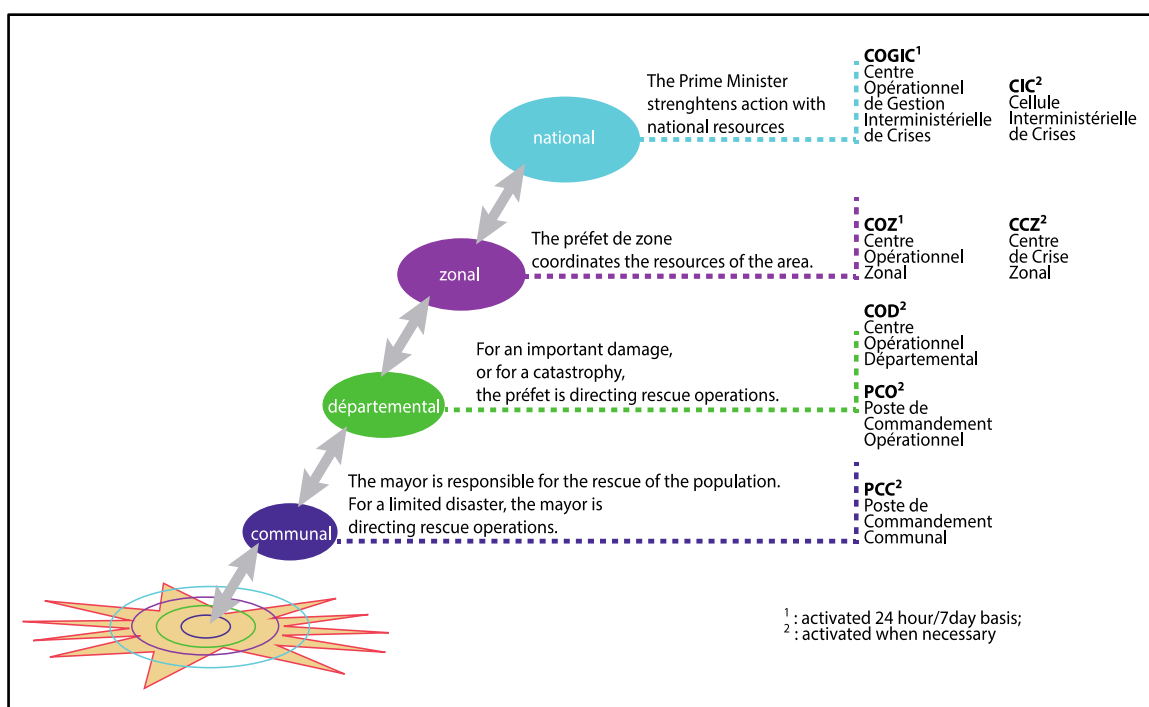 The Prime Minister
strenghtens action with
national resources
national
COGIC¹
Centre
Opérationnel
de Gestion
Interministérielle
de Crises
CIC²
Cellule
Interministérielle
de Crises
The préfet de zone
coordinates the resources of the area.
zonal
COZ¹
Centre
Opérationnel
Zonal
CCZ²
Centre
de Crise
Zonal
For an important damage,
or for a catastrophy,
the préfet is directing rescue operations.
départemental
COD²
Centre
Opérationnel
Départemental
PCO²
Poste de
Commandement
Opérationnel
The mayor is responsible for the rescue of the population.
For a limited disaster, the mayor is
directing rescue operations.
communal
PCC²
Poste de
Commandement
Communal
¹ : activated 24 hour/7day basis;
² : activated when necessary